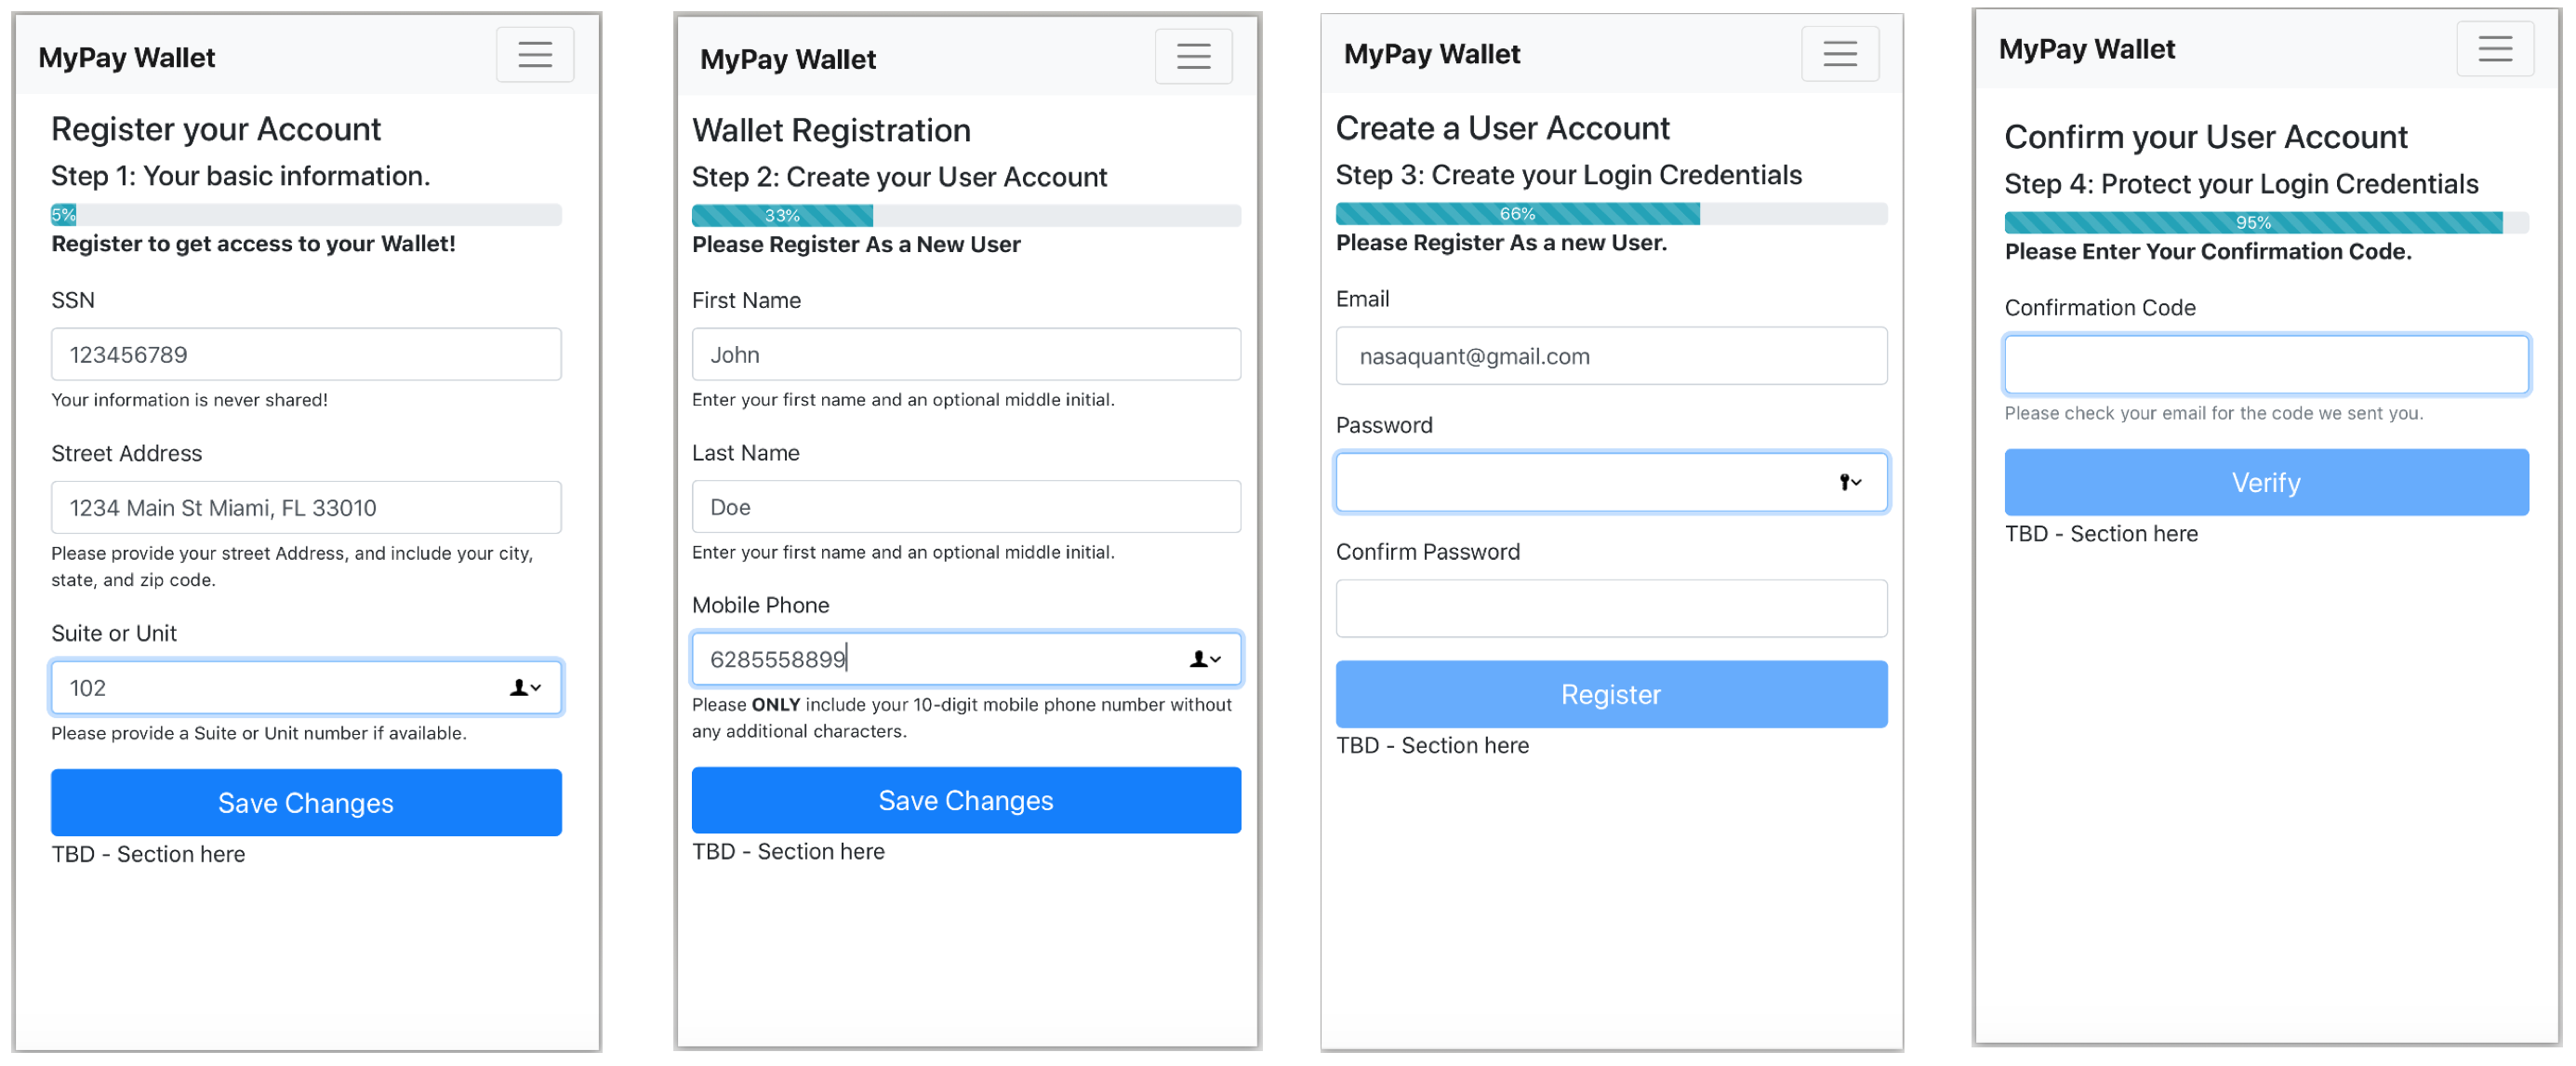 MyPay Wallet
Register your Account
Step 1: Your basic information.
5%
Register to get access to your Wallet!
SSN
123456789
Your information is never shared!
Street Address
1234 Main St Miami, FL 33010
Please provide your street Address, and include your city,
state, and zip code.
Suite or Unit
102
Please provide a Suite or Unit number if available.
Save Changes
TBD - Section here
MyPay Wallet
Wallet Registration
Step 2: Create your User Account
33%
Please Register As a New User
First Name
John
Enter your first name and an optional middle initial.
Last Name
Doe
Enter your first name and an optional middle initial.
Mobile Phone
6285558899
Please ONLY include your 10-digit mobile phone number without
any additional characters.
Save Changes
TBD - Section here
MyPay Wallet
Create a User Account
Step 3: Create your Login Credentials
66%
Please Register As a new User.
Email
nasaquant@gmail.com
Password
Confirm Password
Register
TBD - Section here
MyPay Wallet
Confirm your User Account
Step 4: Protect your Login Credentials
95%
Please Enter Your Confirmation Code.
Confirmation Code
Please check your email for the code we sent you.
Verify
TBD - Section here